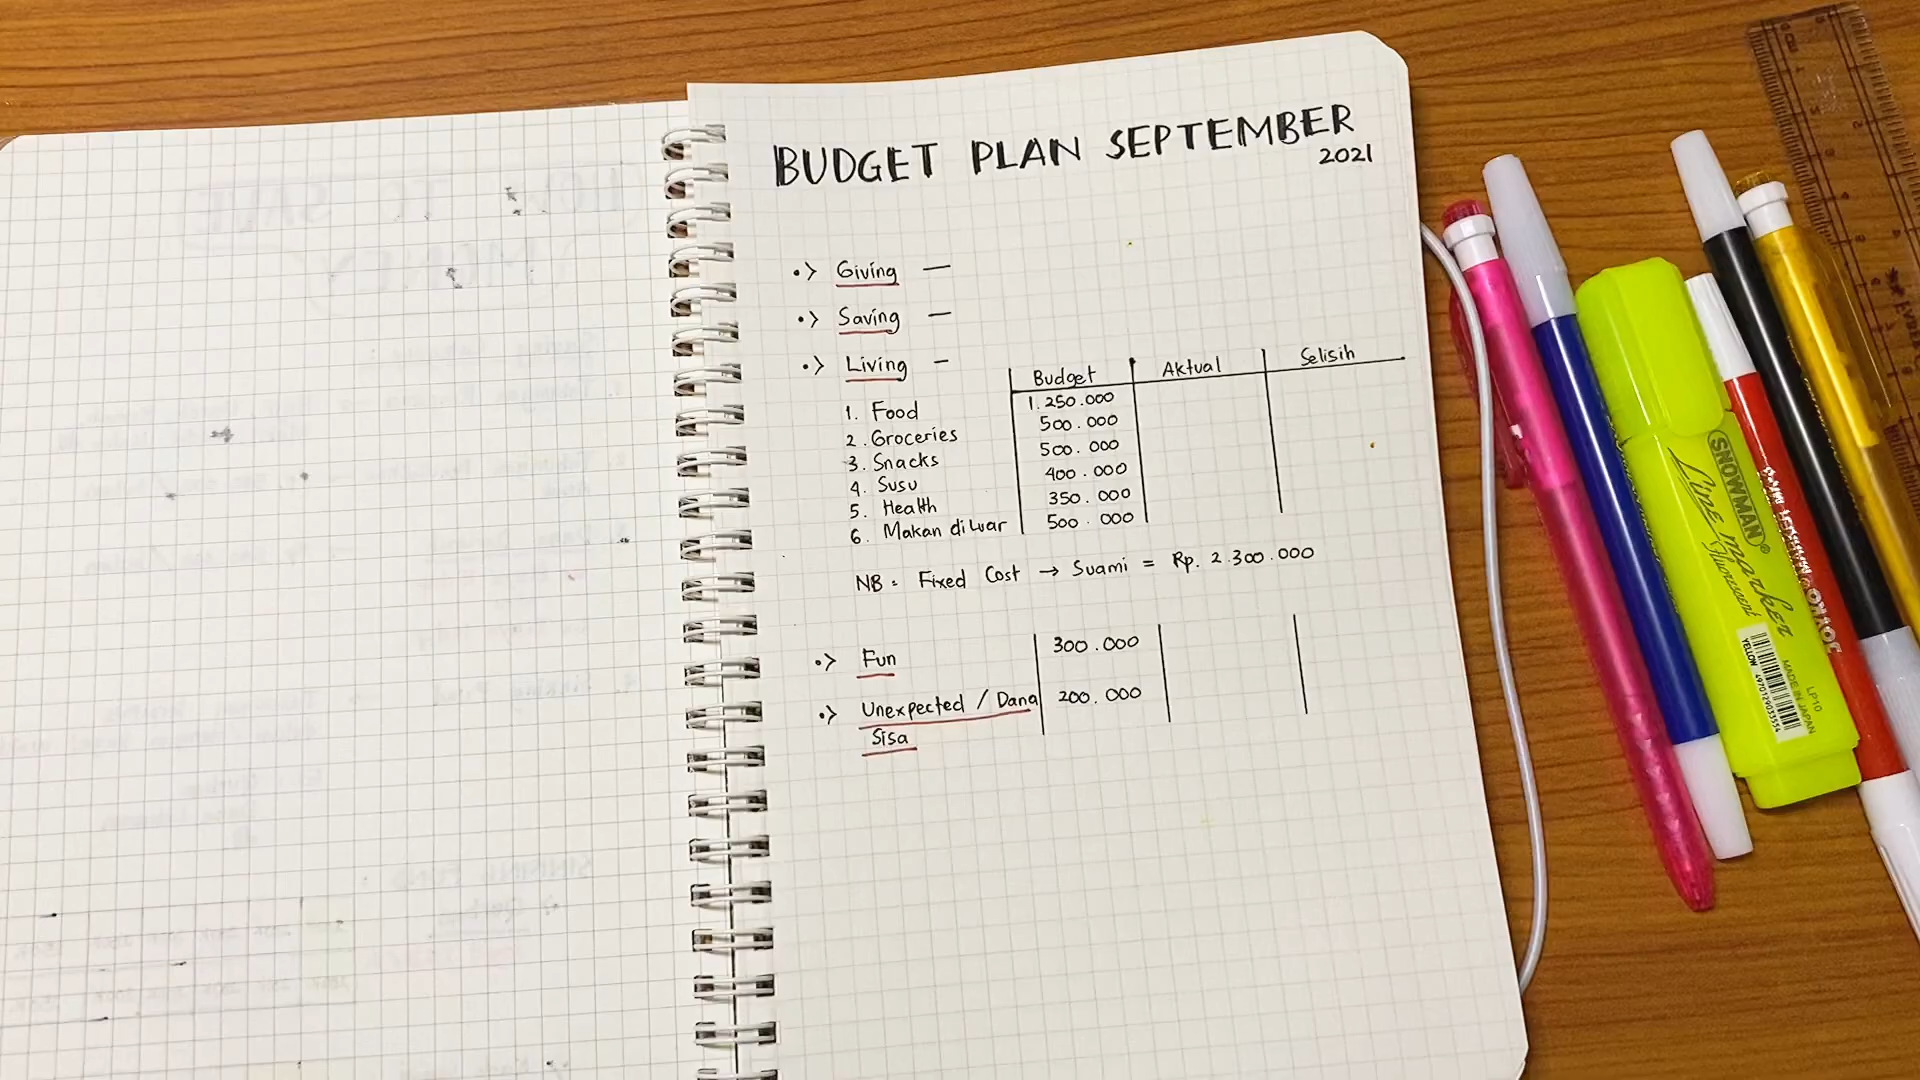 BUDGET PLAN SEPTEMBER
2021
•> Giving —
•> Saving —
•> Living —
Budget Aktual Selisih
1. Food 1.250.000
2. Groceries 500.000
3. Snacks 500.000
4. Susu 400.000
5. Health 350.000
6. Makan diluar 500.000
NB = Fixed Cost → Suami = Rp. 2.300.000
•> Fun 300.000
•> Unexpected / Dana 200.000
Sisa
SNOWMAN®
Line marker
Fluorescent
YELLOW
4970129033554
LP10
MADE IN JAPAN